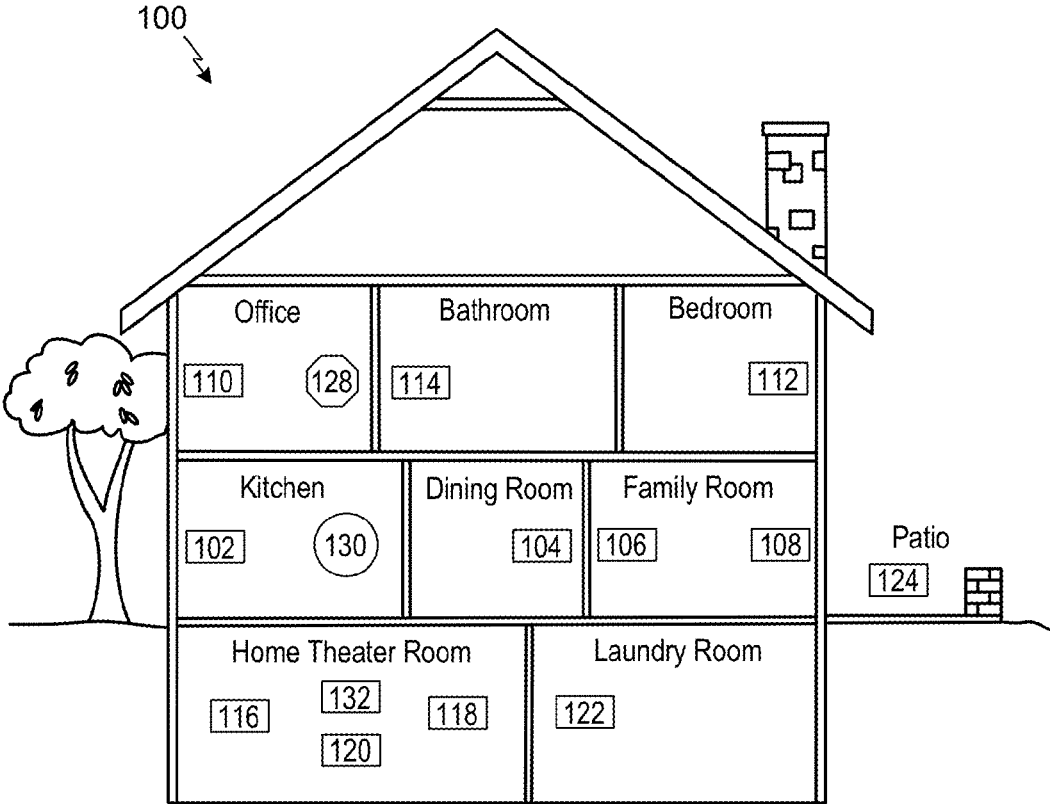 100
Office
Bathroom
Bedroom
110
128
114
112
Kitchen
Dining Room
Family Room
102
130
104
106
108
Patio
124
Home Theater Room
Laundry Room
116
132
118
120
122